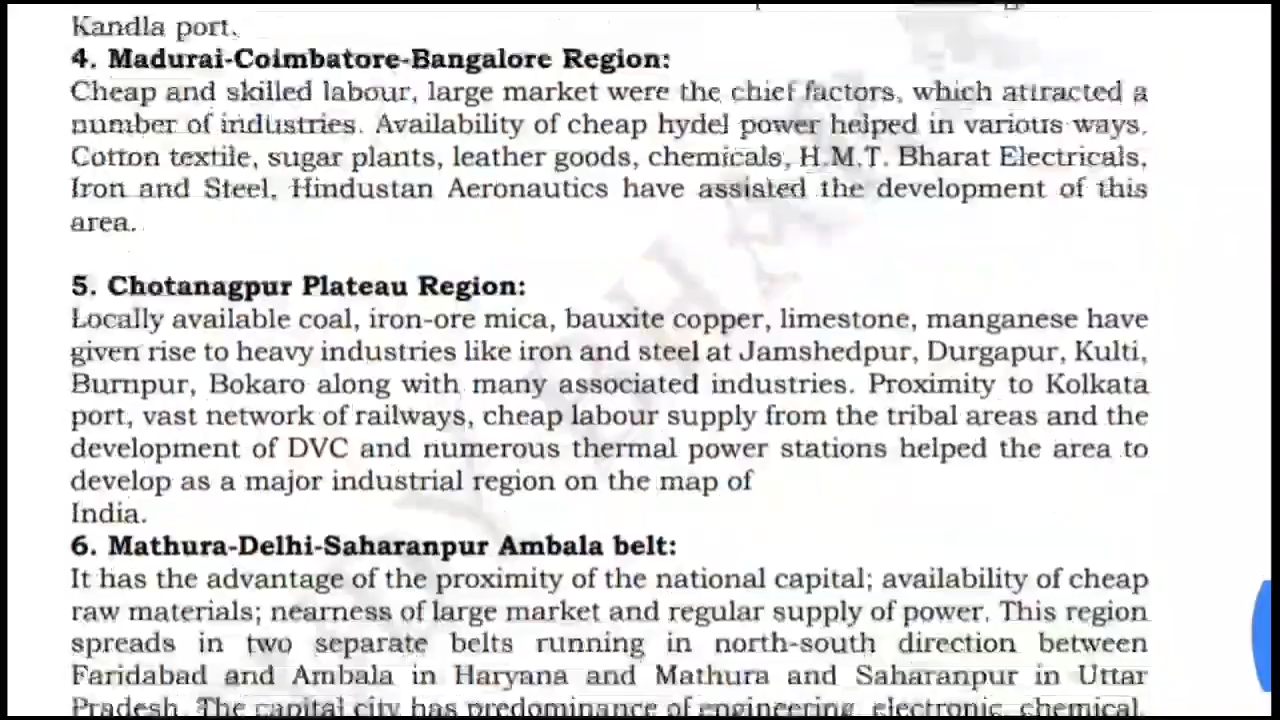 Kandla port.
4. Madurai-Coimbatore-Bangalore Region:
Cheap and skilled labour, large market were the chief factors, which attracted a
number of industries. Availability of cheap hydel power helped in various ways.
Cotton textile, sugar plants, leather goods, chemicals, H.M.T. Bharat Electricals,
Iron and Steel, Hindustan Aeronautics have assisted the development of this
area.
5. Chotanagpur Plateau Region:
Locally available coal, iron-ore mica, bauxite copper, limestone, manganese have
given rise to heavy industries like iron and steel at Jamshedpur, Durgapur, Kulti,
Burnpur, Bokaro along with many associated industries. Proximity to Kolkata
port, vast network of railways, cheap labour supply from the tribal areas and the
development of DVC and numerous thermal power stations helped the area to
develop as a major industrial region on the map of
India.
6. Mathura-Delhi-Saharanpur Ambala belt:
It has the advantage of the proximity of the national capital; availability of cheap
raw materials; nearness of large market and regular supply of power. This region
spreads in two separate belts running in north-south direction between
Faridabad and Ambala in Haryana and Mathura and Saharanpur in Uttar
Pradesh. The capital city has predominance of engineering, electronic, chemical,